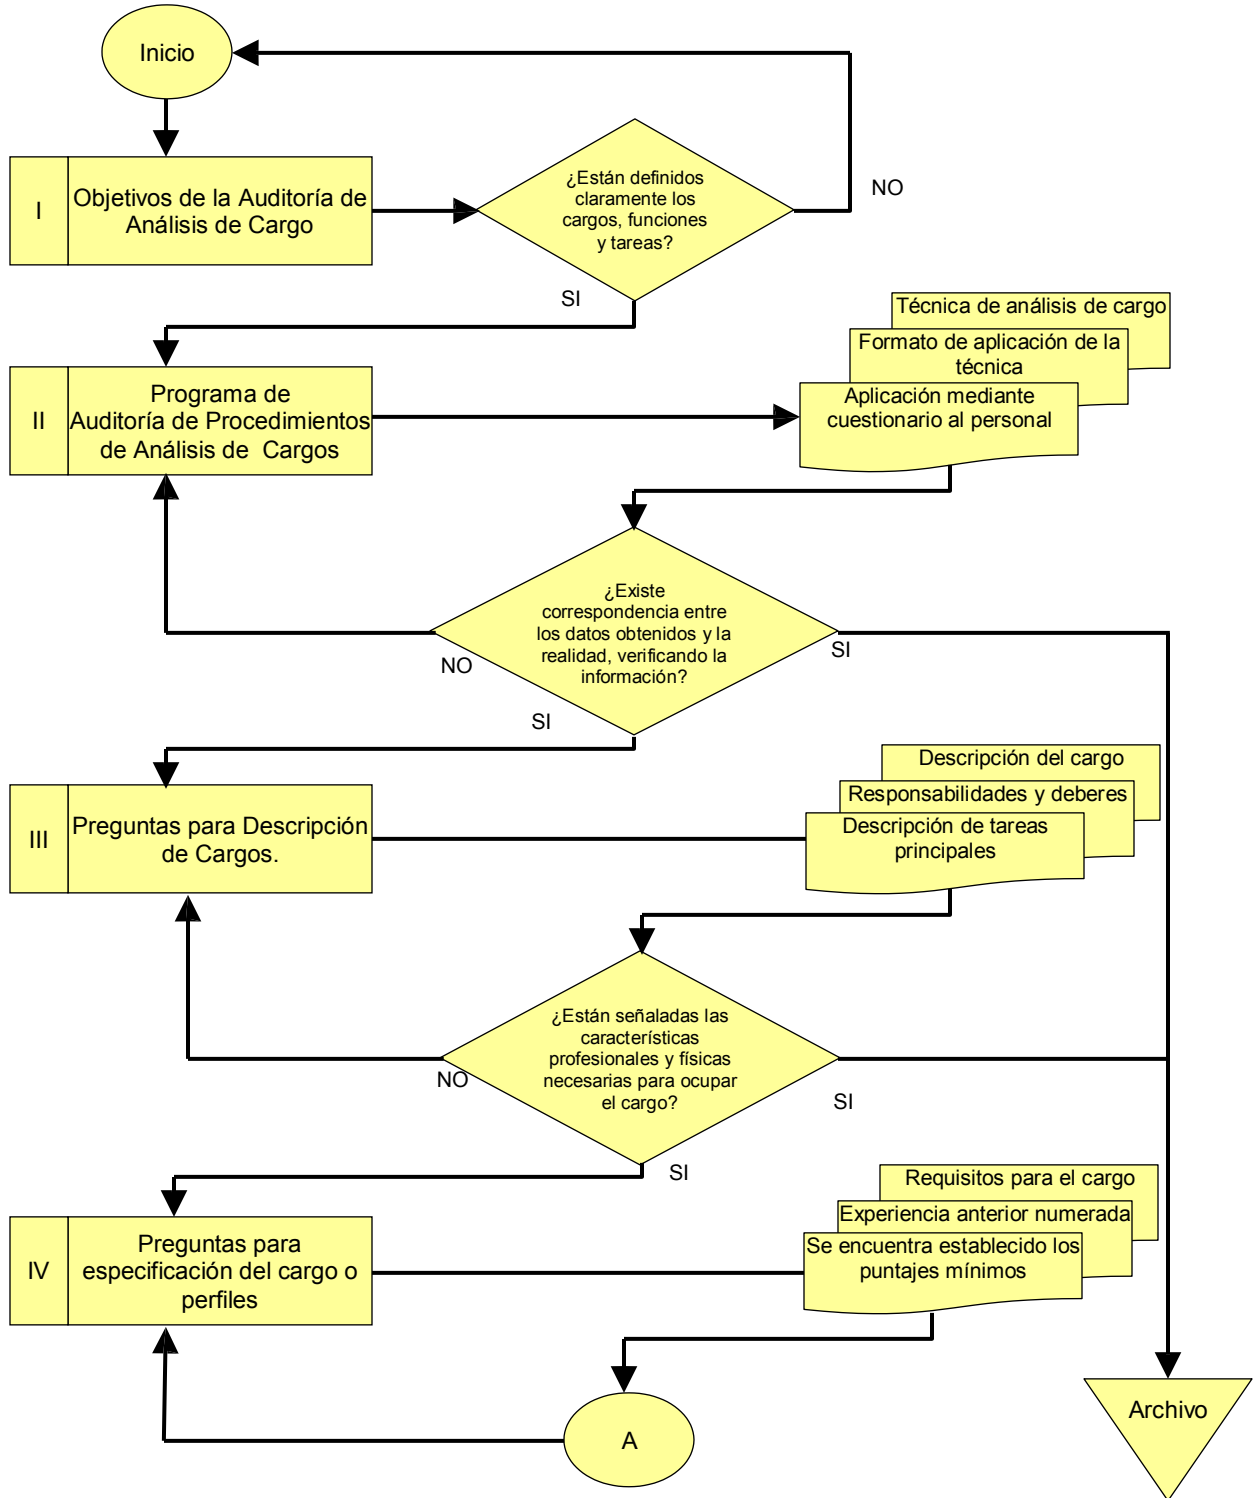 Inicio
I
Objetivos de la Auditoría de
Análisis de Cargo
¿Están definidos
claramente los
cargos, funciones
y tareas?
NO
SI
Técnica de análisis de cargo
Formato de aplicación de la
técnica
Aplicación mediante
cuestionario al personal
II
Programa de
Auditoría de Procedimientos
de Análisis de Cargos
¿Existe
correspondencia entre
los datos obtenidos y la
realidad, verificando la
información?
NO
SI
SI
Descripción del cargo
Responsabilidades y deberes
Descripción de tareas
principales
III
Preguntas para Descripción
de Cargos.
¿Están señaladas las
características
profesionales y físicas
necesarias para ocupar
el cargo?
NO
SI
SI
Requisitos para el cargo
Experiencia anterior numerada
Se encuentra establecido los
puntajes mínimos
IV
Preguntas para
especificación del cargo o
perfiles
A
Archivo